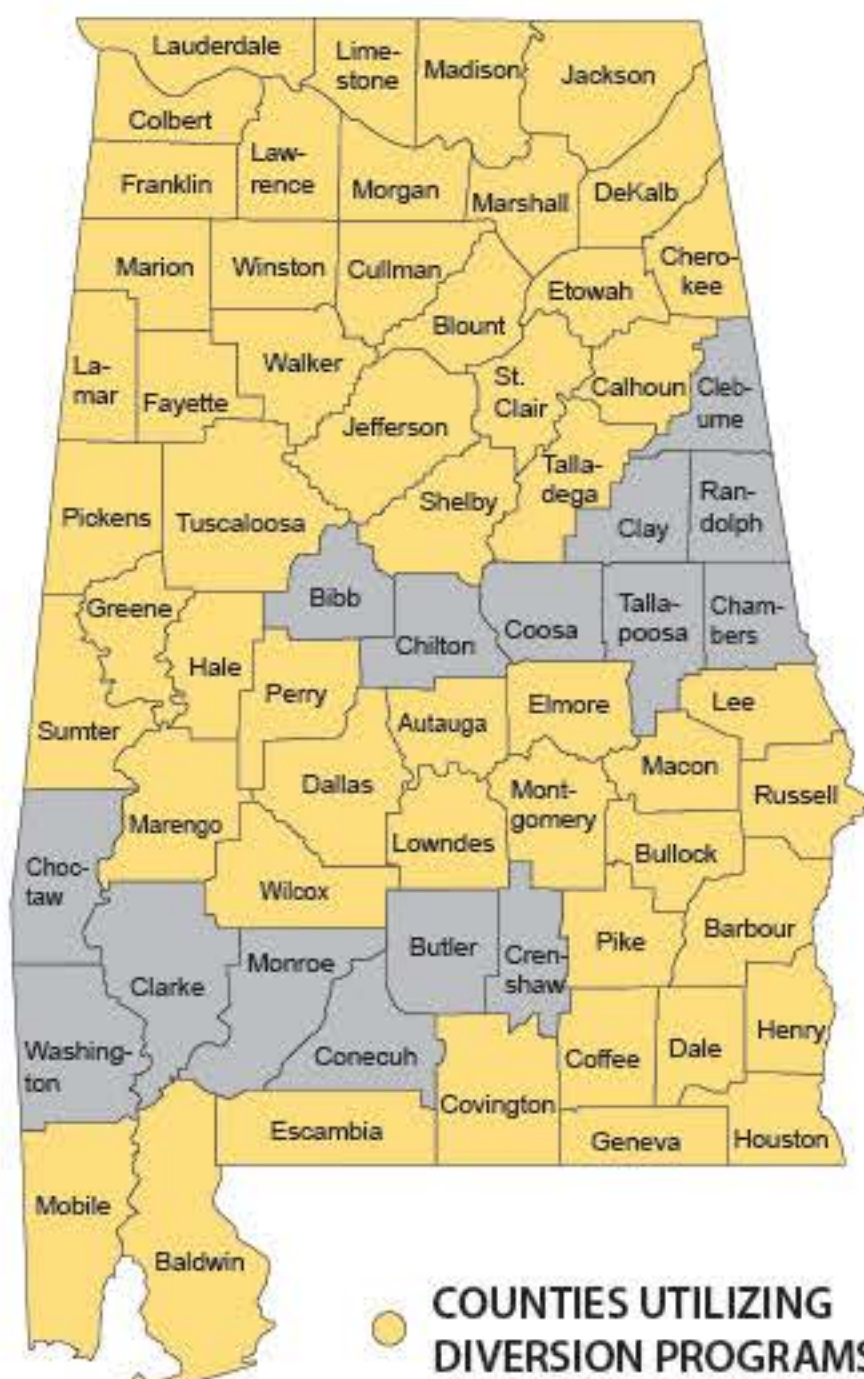 Lauderdale
Lime-
stone
Madison
Jackson
Colbert
Law-
rence
Franklin
Morgan
Marshall
DeKalb
Marion
Winston
Cullman
Chero-
kee
Etowah
Blount
La-
mar
Fayette
Walker
St.
Clair
Calhoun
Cleb-
urne
Jefferson
Talla-
dega
Shelby
Pickens
Tuscaloosa
Clay
Ran-
dolph
Greene
Bibb
Chilton
Coosa
Talla-
poosa
Cham-
bers
Hale
Perry
Autauga
Elmore
Lee
Sumter
Dallas
Macon
Russell
Marengo
Lowndes
Mont-
gomery
Bullock
Choc-
taw
Wilcox
Butler
Cren-
shaw
Pike
Barbour
Clarke
Monroe
Conecuh
Washing-
ton
Coffee
Dale
Henry
Covington
Escambia
Geneva
Houston
Mobile
Baldwin
COUNTIES UTILIZING
DIVERSION PROGRAMS